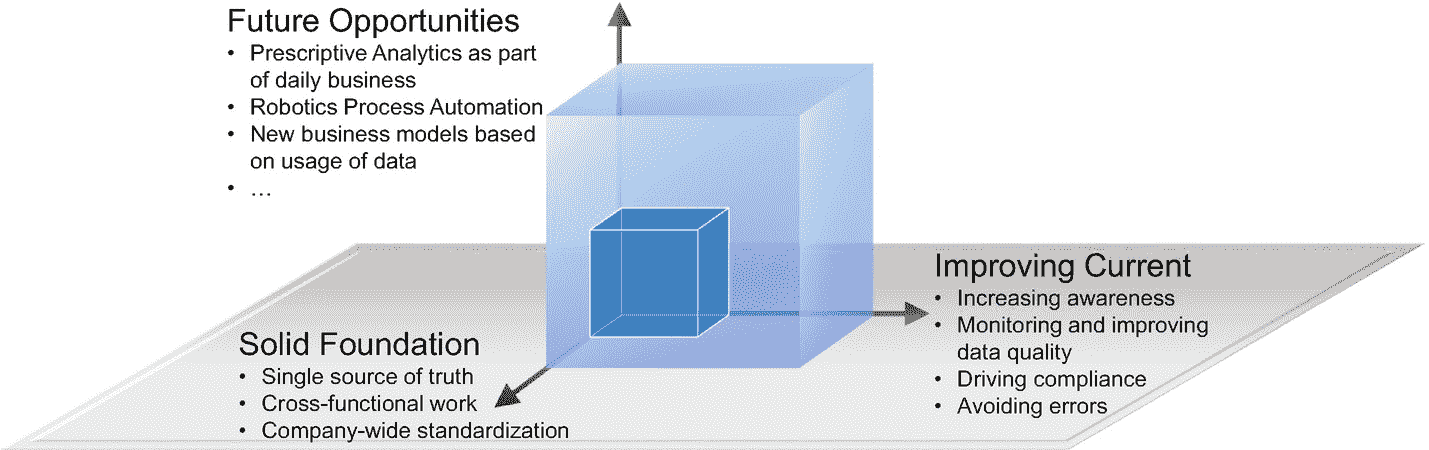 Future Opportunities
• Prescriptive Analytics as part
of daily business
• Robotics Process Automation
• New business models based
on usage of data
• …
Improving Current
• Increasing awareness
• Monitoring and improving
data quality
• Driving compliance
• Avoiding errors
Solid Foundation
• Single source of truth
• Cross-functional work
• Company-wide standardization